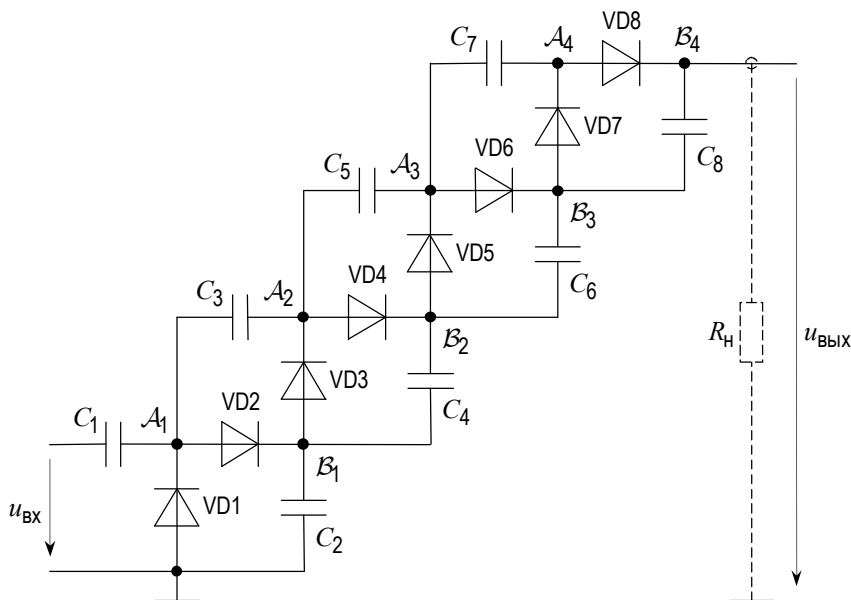 C7
A4
VD8
B4
VD7
C8
C5
A3
VD6
B3
VD5
C6
C3
A2
VD4
B2
Rн
uвых
VD3
C4
C1
A1
VD2
B1
uвх
VD1
C2